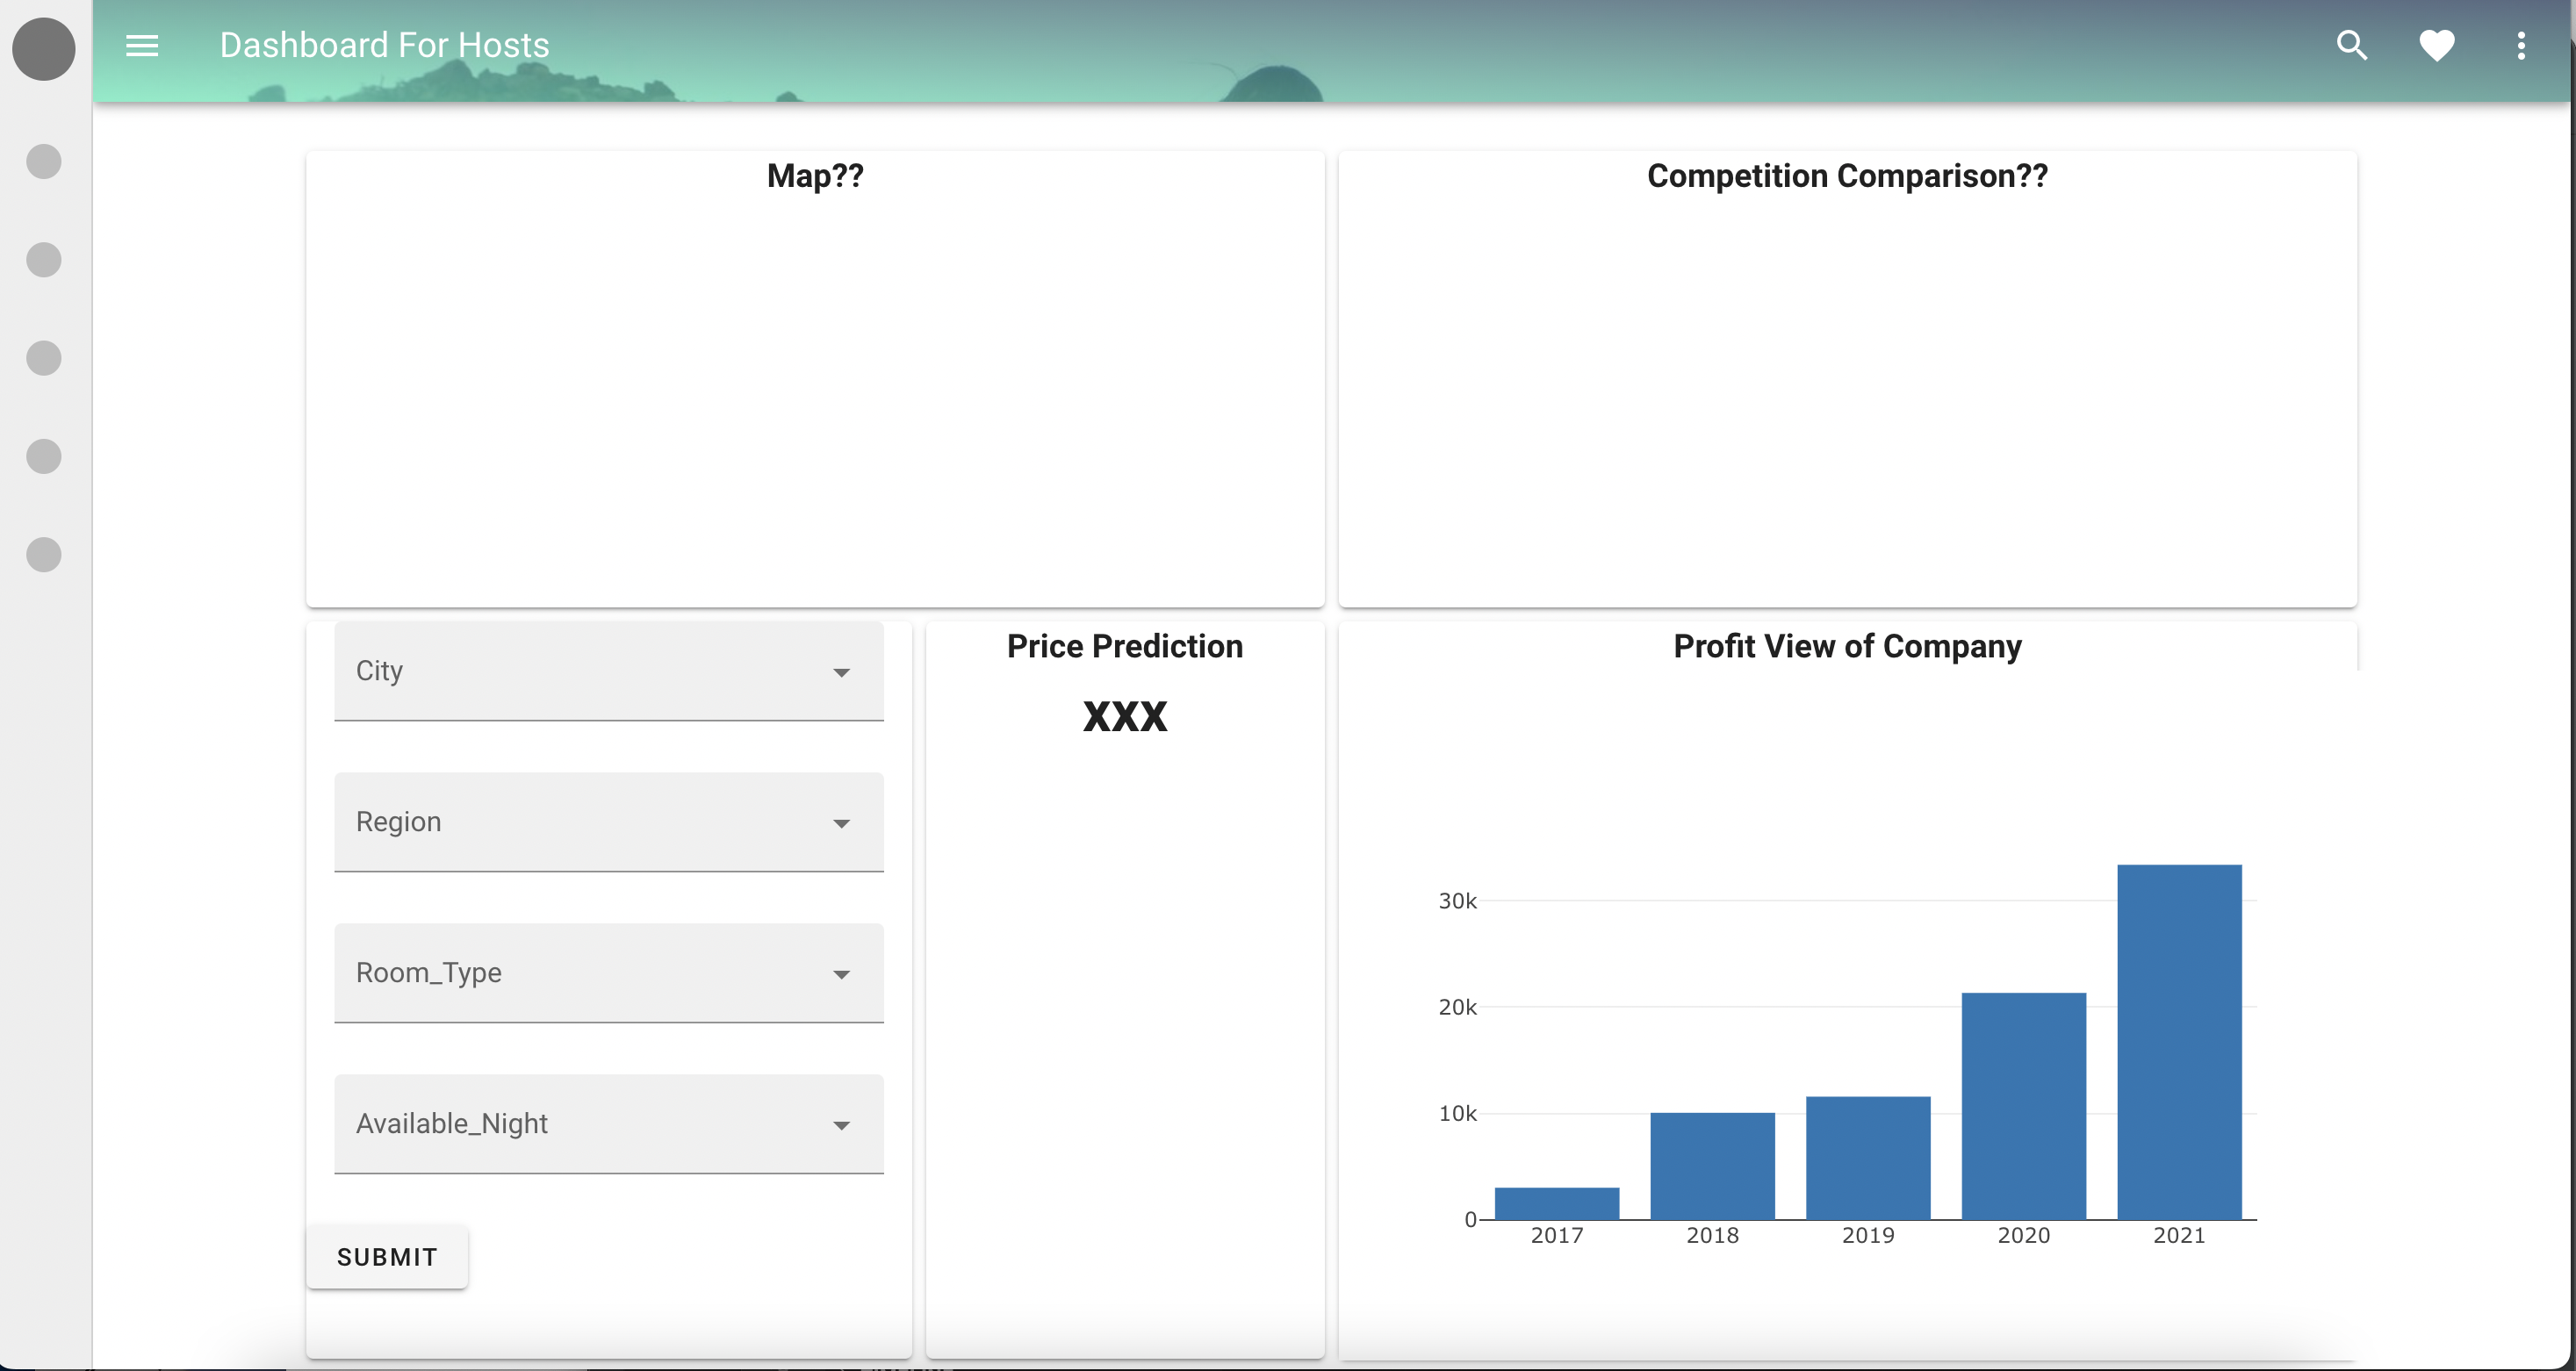 Dashboard For Hosts
Map??
Competition Comparison??
City
Region
Room_Type
Available_Night
SUBMIT
Price Prediction
xxx
Profit View of Company
30k
20k
10k
0
2017 2018 2019 2020 2021